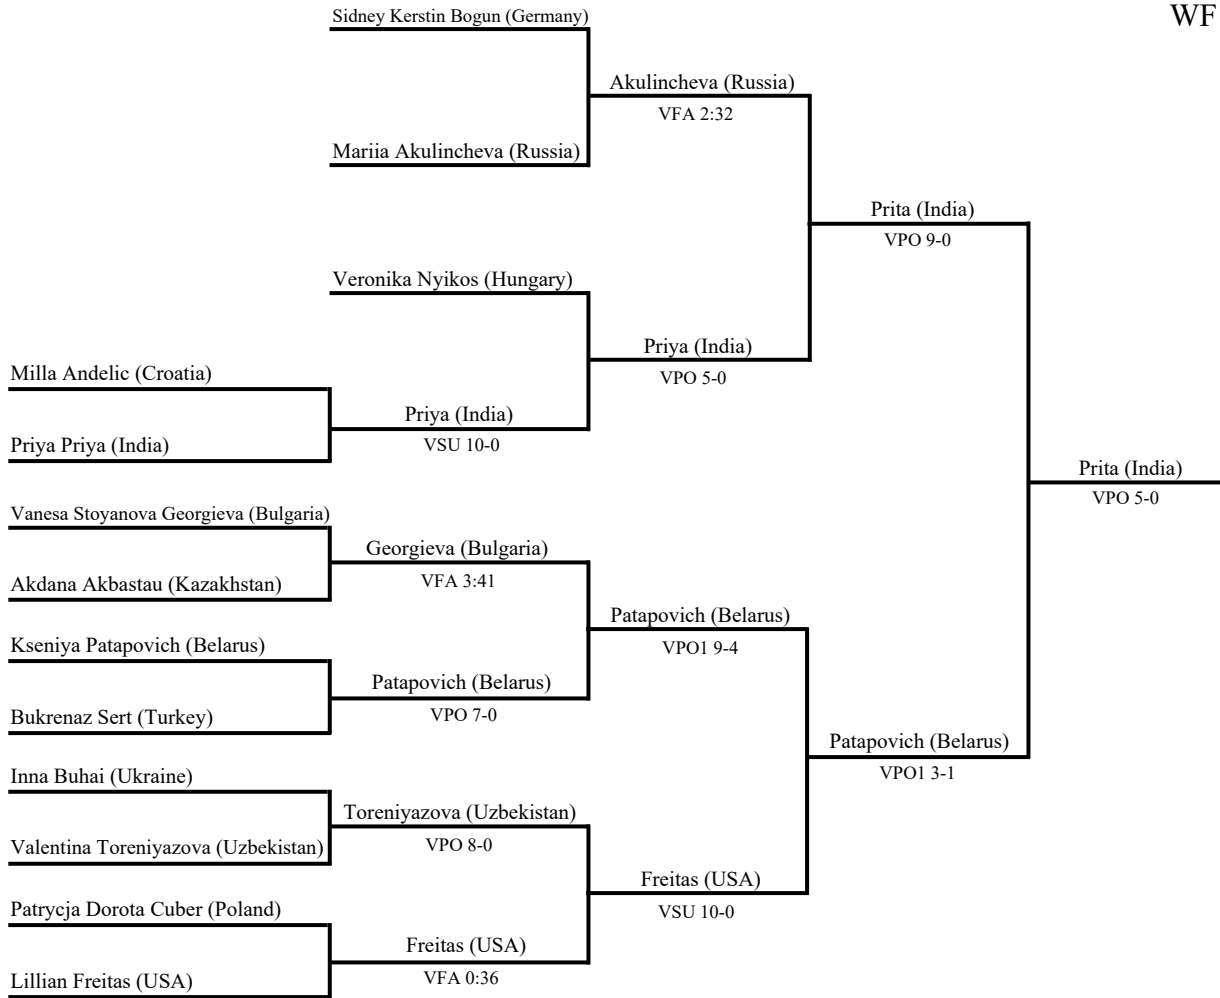 WF
Sidney Kerstin Bogun (Germany)
Akulincheva (Russia)
VFA 2:32
Mariia Akulincheva (Russia)
Prita (India)
VPO 9-0
Veronika Nyikos (Hungary)
Priya (India)
VPO 5-0
Milla Andelic (Croatia)
Priya (India)
VSU 10-0
Priya Priya (India)
Prita (India)
VPO 5-0
Vanesa Stoyanova Georgieva (Bulgaria)
Georgieva (Bulgaria)
VFA 3:41
Akdana Akbastau (Kazakhstan)
Patapovich (Belarus)
VPO1 9-4
Kseniya Patapovich (Belarus)
Patapovich (Belarus)
VPO 7-0
Bukrenaz Sert (Turkey)
Patapovich (Belarus)
VPO1 3-1
Inna Buhai (Ukraine)
Toreniyazova (Uzbekistan)
VPO 8-0
Valentina Toreniyazova (Uzbekistan)
Freitas (USA)
VSU 10-0
Patrycja Dorota Cuber (Poland)
Freitas (USA)
VFA 0:36
Lillian Freitas (USA)